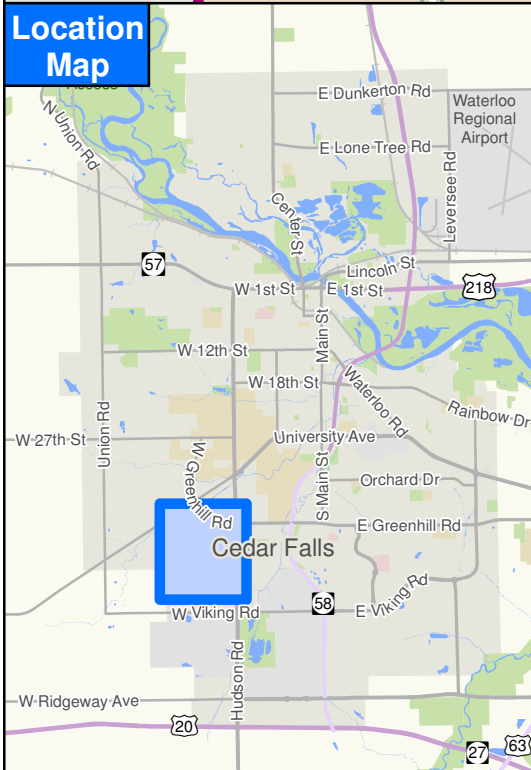 Location
Map
Access
E Dunkerton Rd
Waterloo
Regional
Airport
N Union Rd
E Lone Tree Rd
Leversee Rd
Center St
57
Lincoln St
W 1st St
E 1st St
218
Main St
W 12th St
W 18th St
Waterloo Rd
Rainbow Dr
Union Rd
W 27th St
University Ave
W Greenhill Rd
S Main St
Orchard Dr
E Greenhill Rd
Cedar Falls
W Viking Rd
58
E Viking Rd
Hudson Rd
W Ridgeway Ave
20
27
63